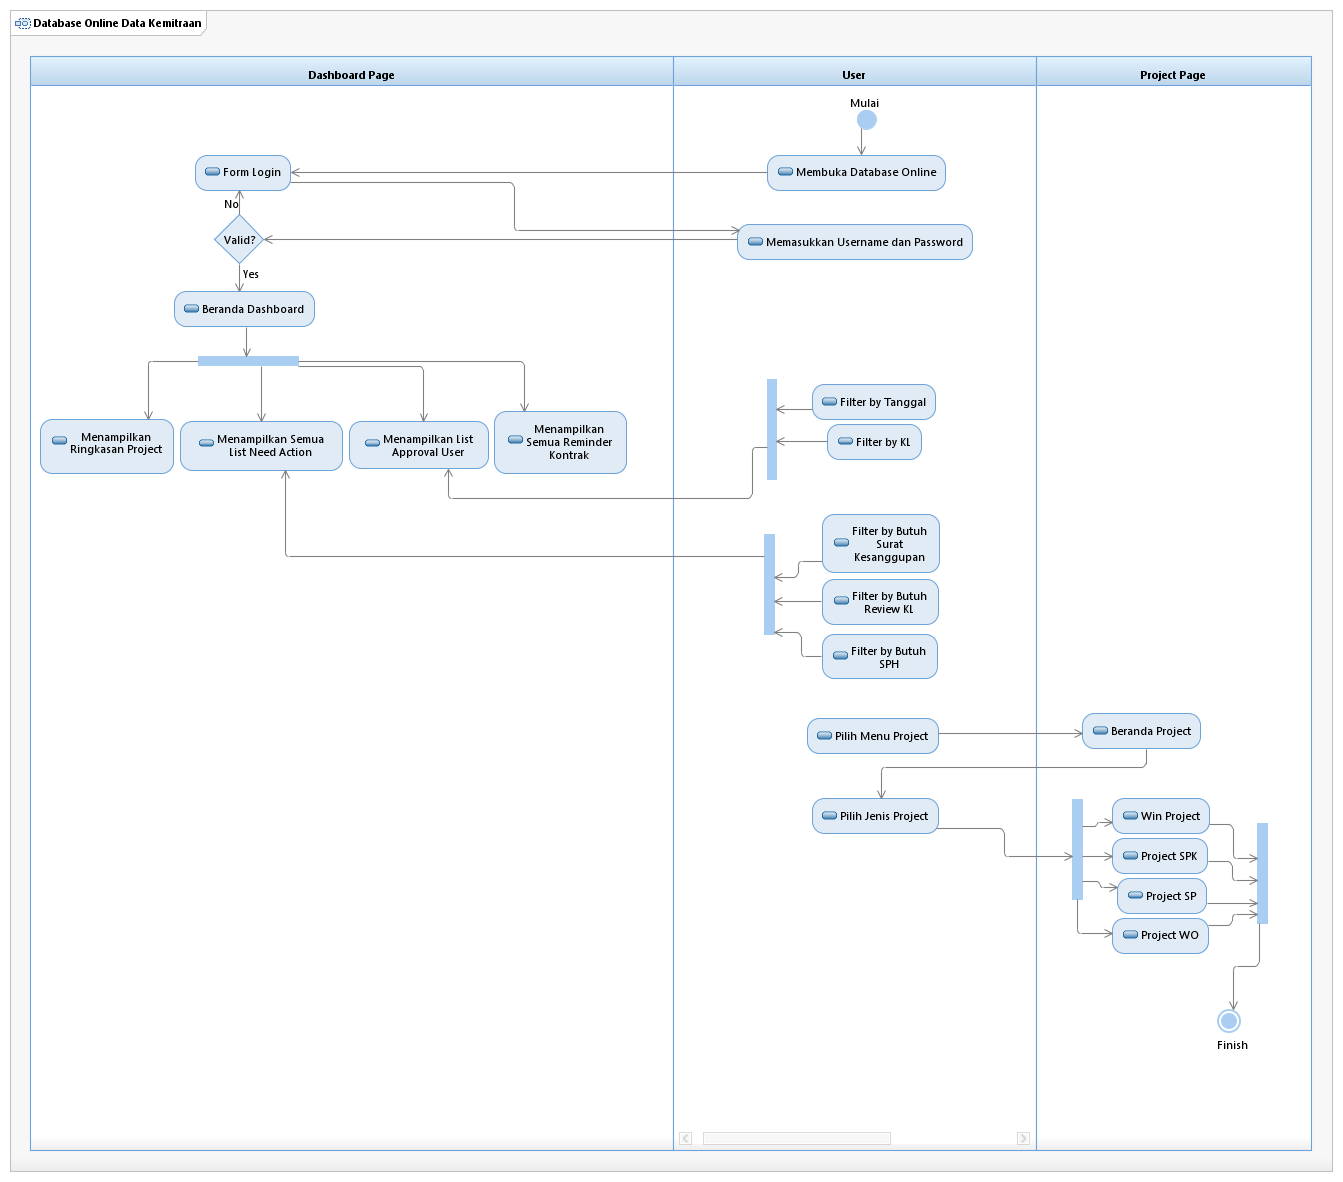 Database Online Data Kemitraan
Dashboard Page
User
Project Page
Mulai
Form Login
Membuka Database Online
No
Valid?
Memasukkan Username dan Password
Yes
Beranda Dashboard
Menampilkan
Ringkasan Project
Menampilkan Semua
List Need Action
Menampilkan List
Approval User
Menampilkan
Semua Reminder
Kontrak
Filter by Tanggal
Filter by KL
Filter by Butuh
Surat
Kesanggupan
Filter by Butuh
Review KL
Filter by Butuh
SPH
Pilih Menu Project
Beranda Project
Pilih Jenis Project
Win Project
Project SPK
Project SP
Project WO
Finish